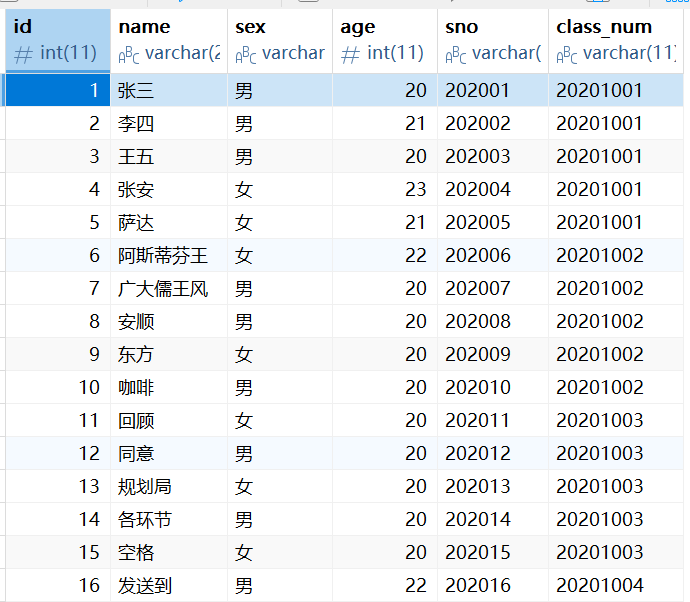 id name sex age sno class_num
# int(11) ABC varchar(2 ABC varchar # int(11) ABC varchar( ABC varchar(11)
1 张三 男 20 202001 20201001
2 李四 男 21 202002 20201001
3 王五 男 20 202003 20201001
4 张安 女 23 202004 20201001
5 萨达 女 21 202005 20201001
6 阿斯蒂芬王 女 22 202006 20201002
7 广大儒王风 男 20 202007 20201002
8 安顺 男 20 202008 20201002
9 东方 女 20 202009 20201002
10 咖啡 男 20 202010 20201002
11 回顾 女 20 202011 20201003
12 同意 男 20 202012 20201003
13 规划局 女 20 202013 20201003
14 各环节 男 20 202014 20201003
15 空格 女 20 202015 20201003
16 发送到 男 22 202016 20201004